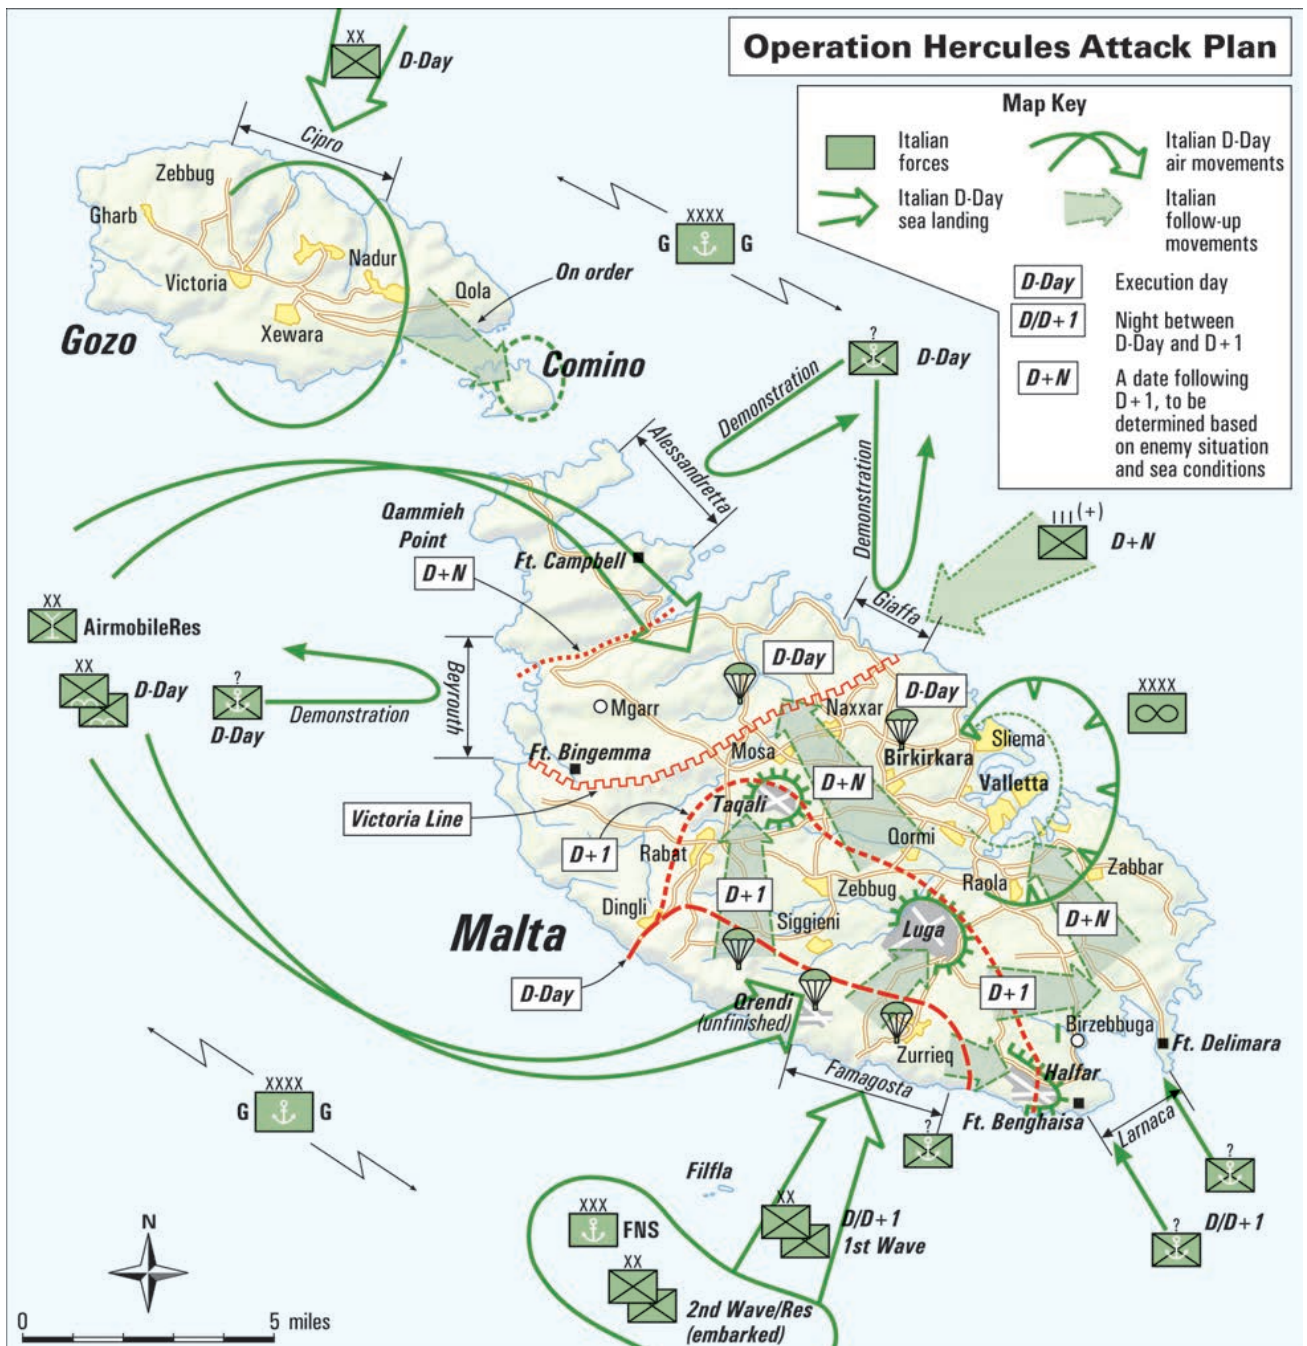 Operation Hercules Attack Plan
Map Key
Italian
forces
Italian D-Day
air movements
Italian D-Day
sea landing
Italian
follow-up
movements
D-Day
Execution day
D/D+1
Night between
D-Day and D+1
D+N
A date following
D+1, to be
determined based
on enemy situation
and sea conditions
XX
D-Day
Cipro
Zebbug
Gharb
Victoria
Nadur
Xewara
Qola
On order
Gozo
Comino
XXXX
G G
?
D-Day
Demonstration
Demonstration
III(+)
D+N
Alessandretta
Qammieh
Point
D+N
Ft. Campbell
Giaffa
XX
AirmobileRes
XX
D-Day
?
D-Day
Demonstration
Beyrouth
Mgarr
Ft. Bingemma
D-Day
D-Day
Naxxar
Mosa
Birkirkara
Sliema
Valletta
XXXX
Victoria Line
Taqali
D+N
D+1
Rabat
Qormi
Zabbar
Zebbug
Raola
Dingli
D+1
Siggieni
Luga
D+N
Malta
D-Day
Qrendi
(unfinished)
D+1
Birzebbuga
Zurrieq
Ft. Delimara
Halfar
Famagosta
Ft. Benghaisa
Larnaca
XXXX
G G
?
?
?
D/D+1
Filfla
XXX
FNS
XX
D/D+1
1st Wave
XX
2nd Wave/Res
(embarked)
N
0 5 miles